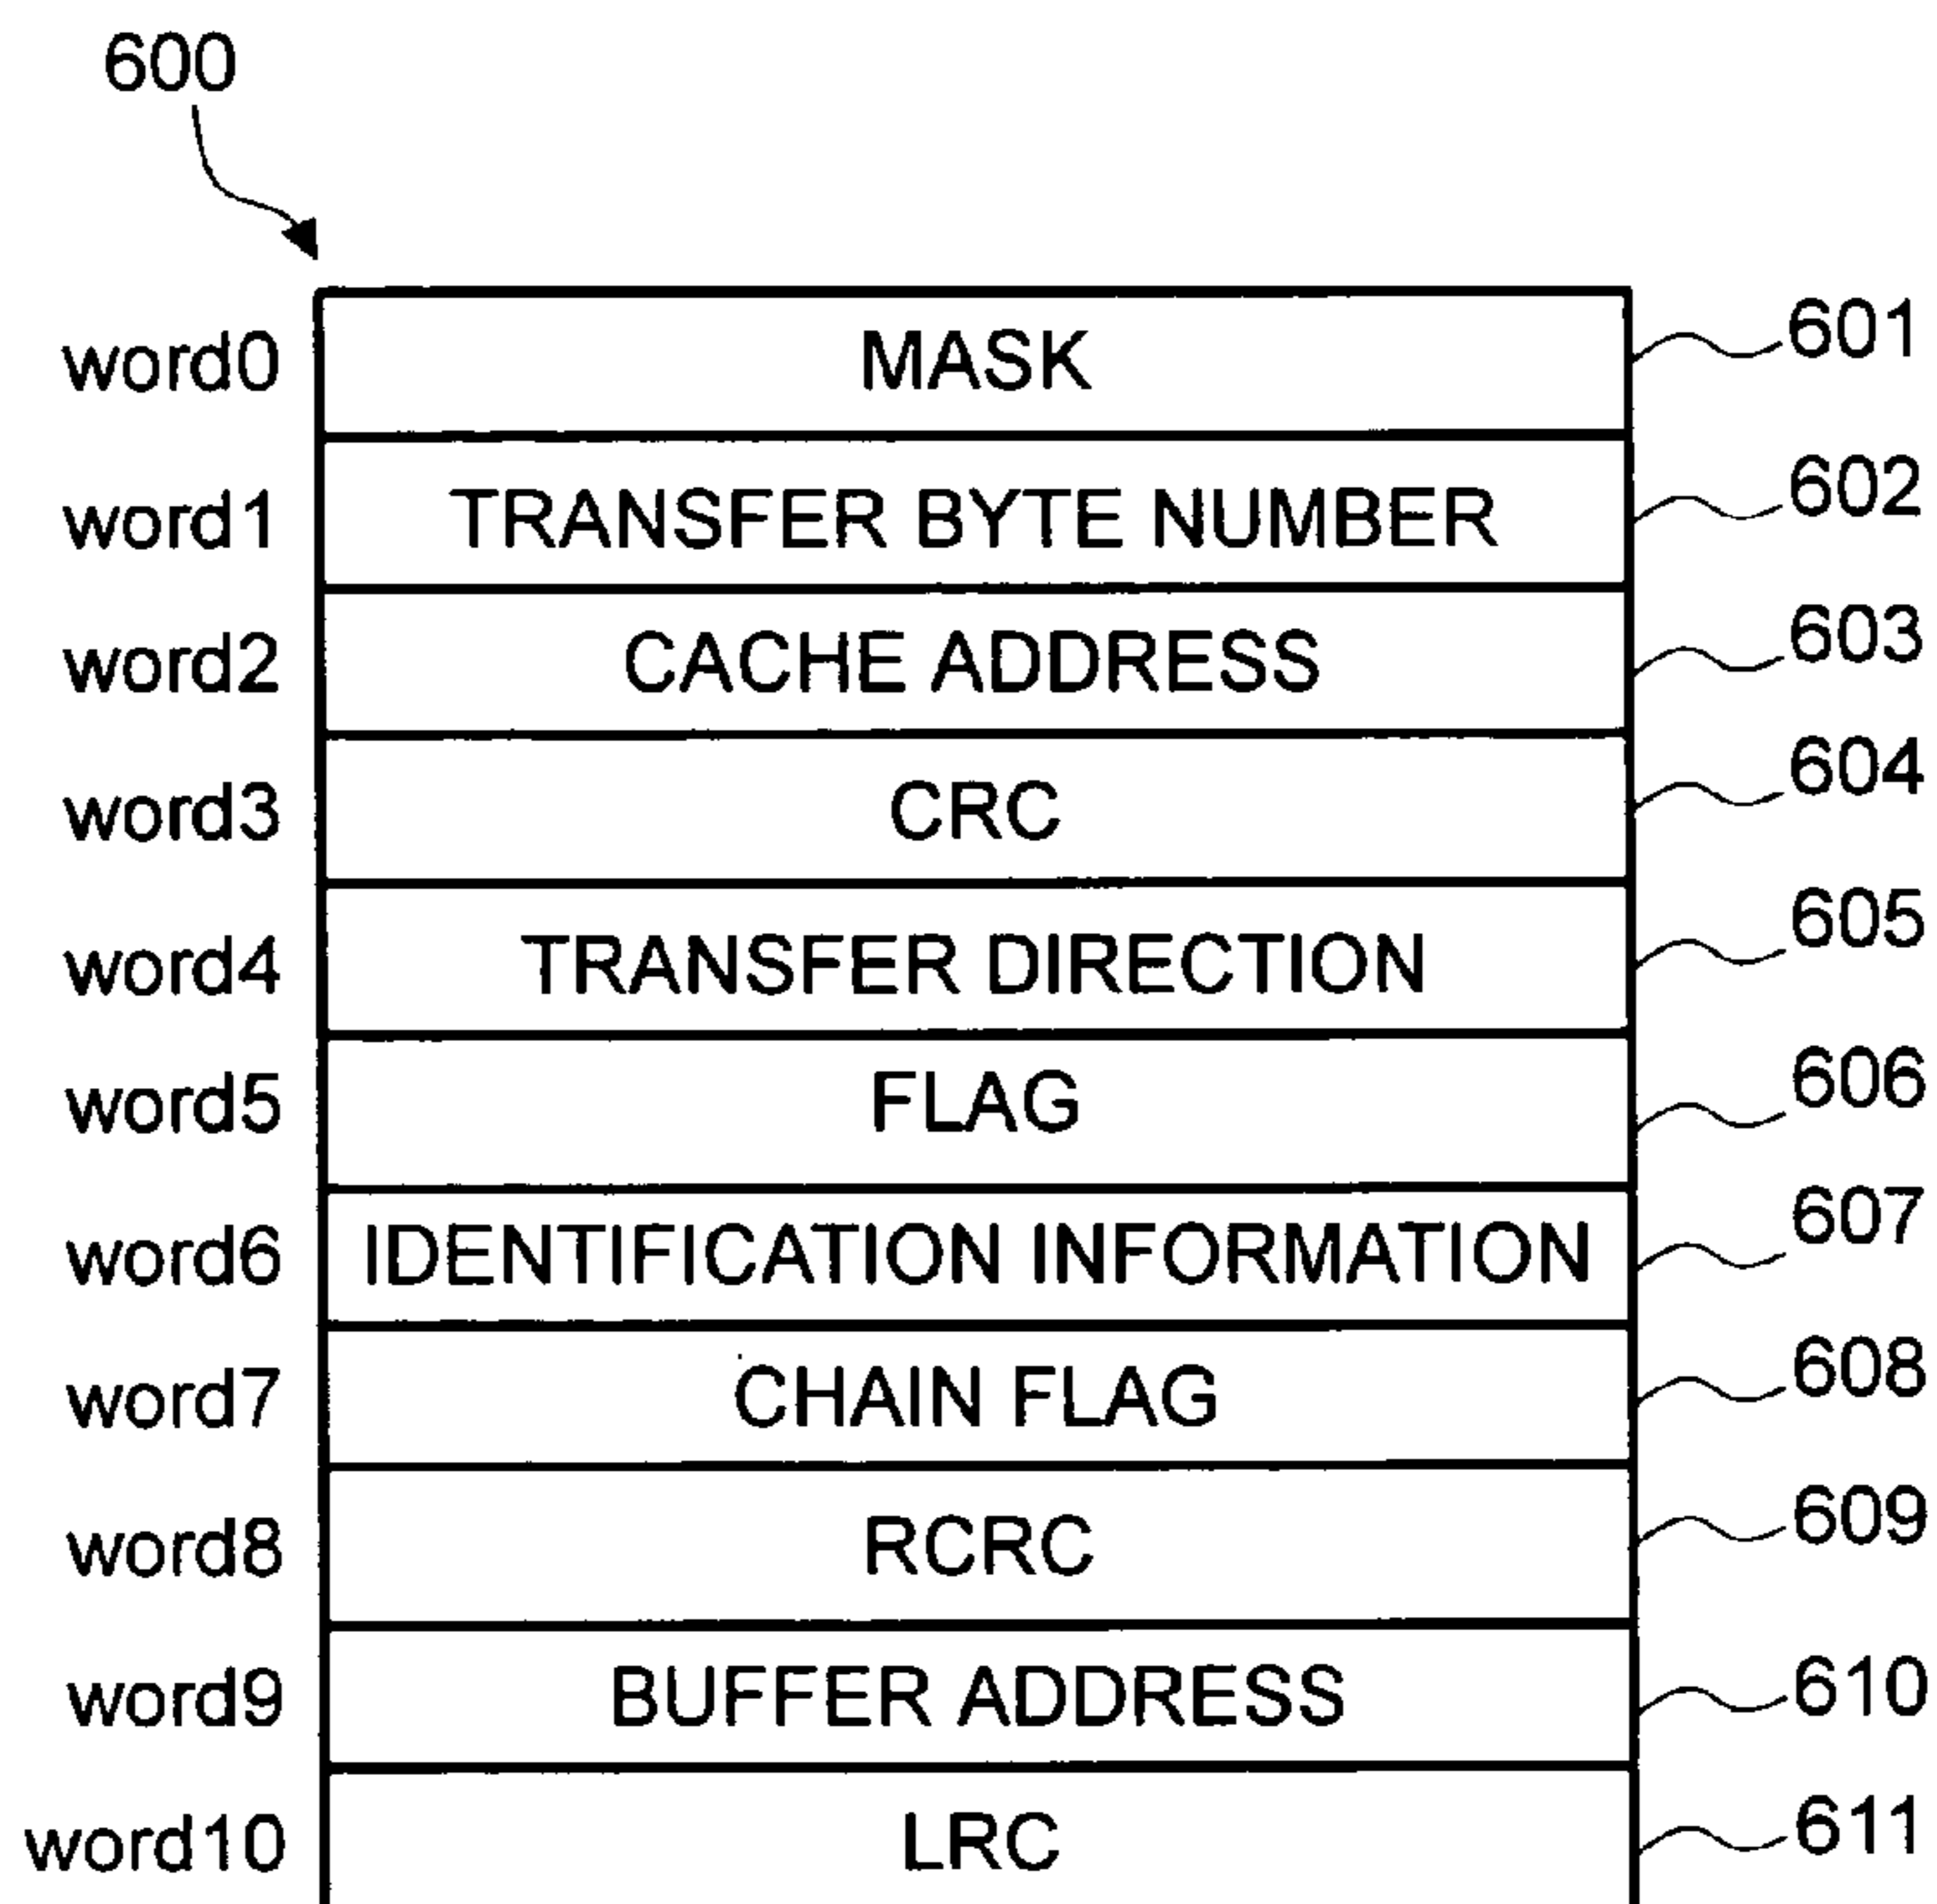 600
word0 MASK 601
word1 TRANSFER BYTE NUMBER 602
word2 CACHE ADDRESS 603
word3 CRC 604
word4 TRANSFER DIRECTION 605
word5 FLAG 606
word6 IDENTIFICATION INFORMATION 607
word7 CHAIN FLAG 608
word8 RCRC 609
word9 BUFFER ADDRESS 610
word10 LRC 611